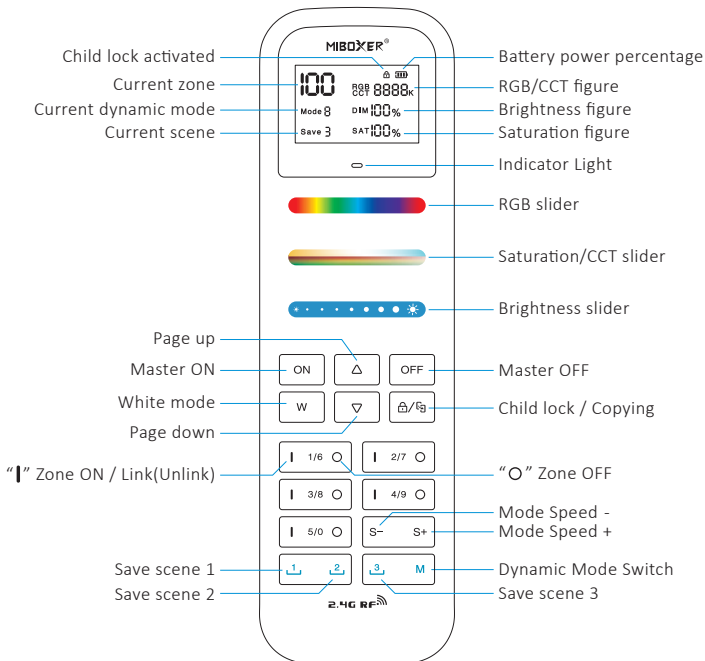 MIBOXER®
Child lock activated
Battery power percentage
Current zone
100
RGB
CCT 8888K
RGB/CCT figure
Current dynamic mode
Mode 8
DIM 100%
Brightness figure
Current scene
Save 3
SAT 100%
Saturation figure
Indicator Light
RGB slider
Saturation/CCT slider
Brightness slider
Page up
Master ON
ON
OFF
Master OFF
White mode
W
Child lock / Copying
Page down
"I" Zone ON / Link(Unlink)
I 1/6 O
I 2/7 O
"O" Zone OFF
I 3/8 O
I 4/9 O
Mode Speed -
I 5/0 O
S- S+
Mode Speed +
Save scene 1
1 2
3 M
Dynamic Mode Switch
Save scene 2
Save scene 3
2.4G RF